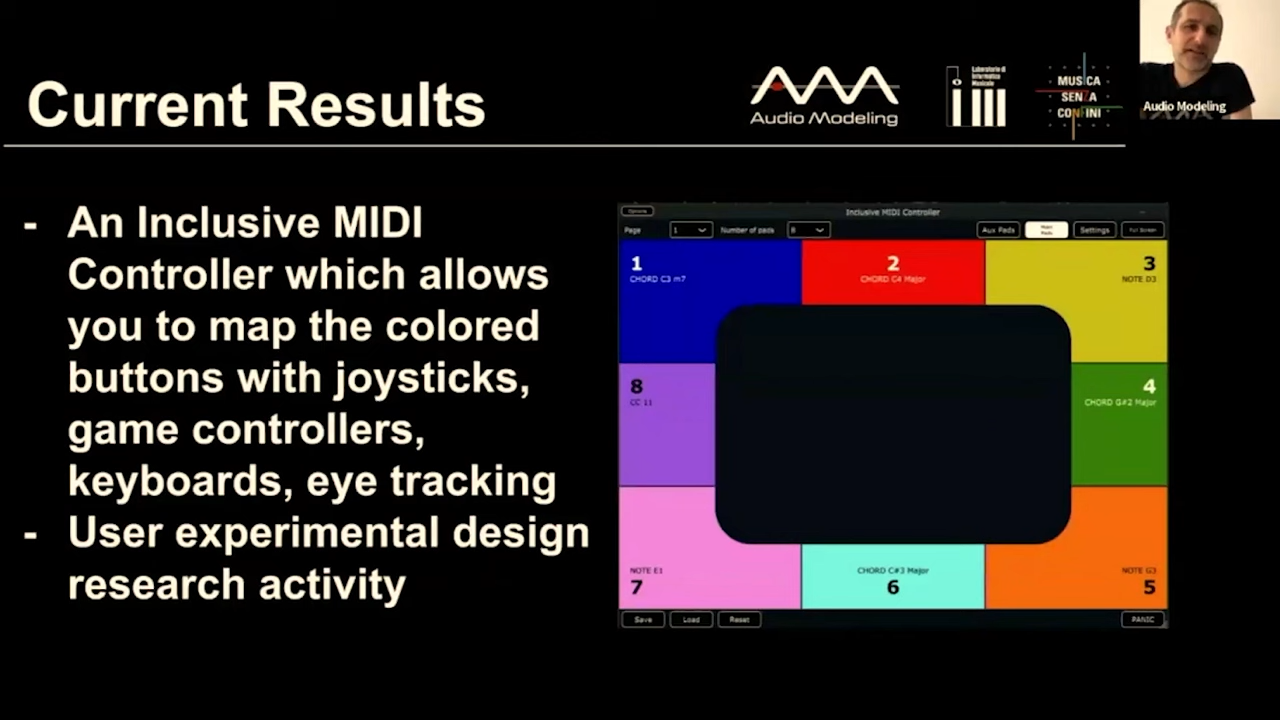 Current Results
Audio Modeling
Laboratorio di
Informatica
Musicale
MUSICA
SENZA
CONFINI
Audio Modeling
- An Inclusive MIDI
Controller which allows
you to map the colored
buttons with joysticks,
game controllers,
keyboards, eye tracking
- User experimental design
research activity
Options
Inclusive MIDI Controller
Page 1 Number of pads 8 Aux Pads Main Pads Settings Full Screen
1
CHORD C3 m7
2
CHORD C4 Major
3
NOTE D3
8
CC 11
4
CHORD G#2 Major
NOTE E1
7
CHORD C#3 Major
6
NOTE G3
5
Save Load Reset PANIC